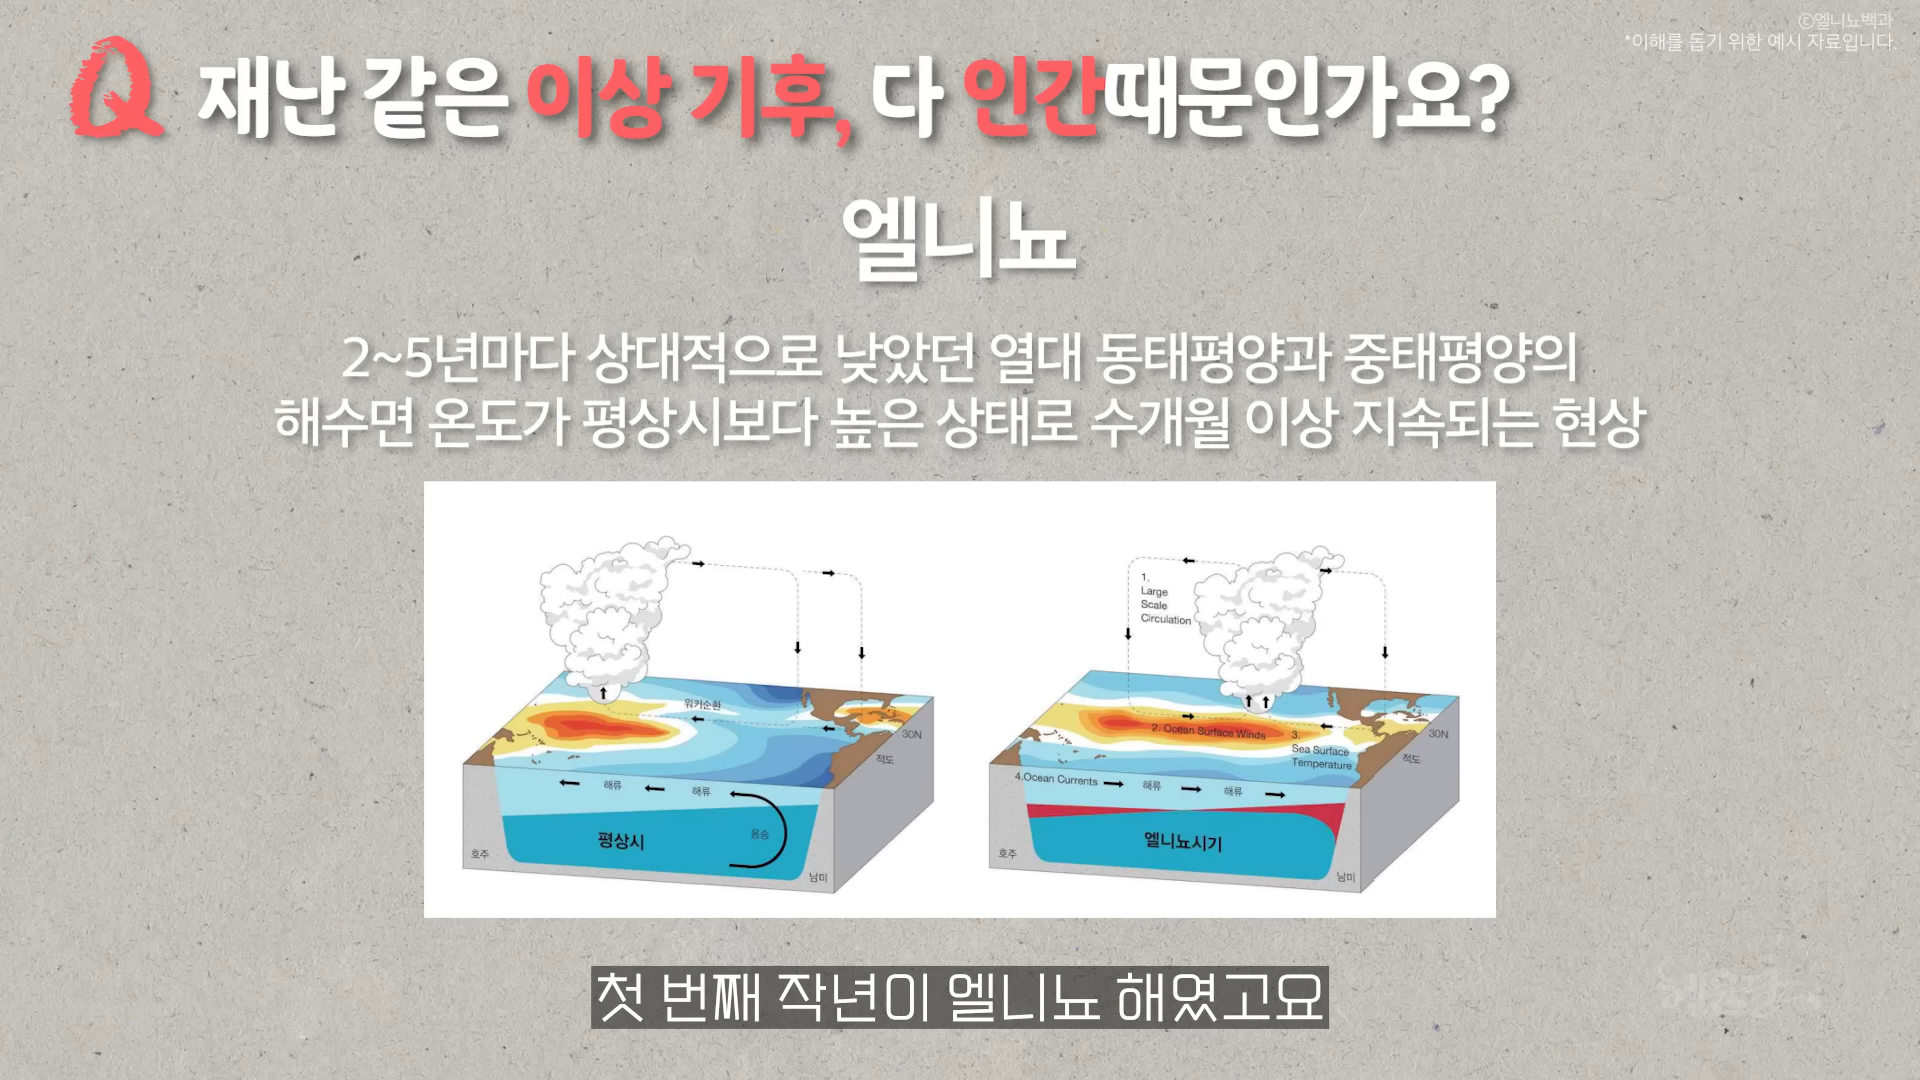 ©엘니뇨백과
*이해를 돕기 위한 예시 자료입니다.
Q 재난 같은 이상 기후, 다 인간때문인가요?
엘니뇨
2~5년마다 상대적으로 낮았던 열대 동태평양과 중태평양의
해수면 온도가 평상시보다 높은 상태로 수개월 이상 지속되는 현상
워커순환
30N
적도
해류
해류
용승
평상시
호주
남미
1.
Large
Scale
Circulation
2. Ocean Surface Winds
3.
Sea Surface
Temperature
30N
적도
4.Ocean Currents
해류
해류
엘니뇨시기
호주
남미
첫 번째 작년이 엘니뇨 해였고요